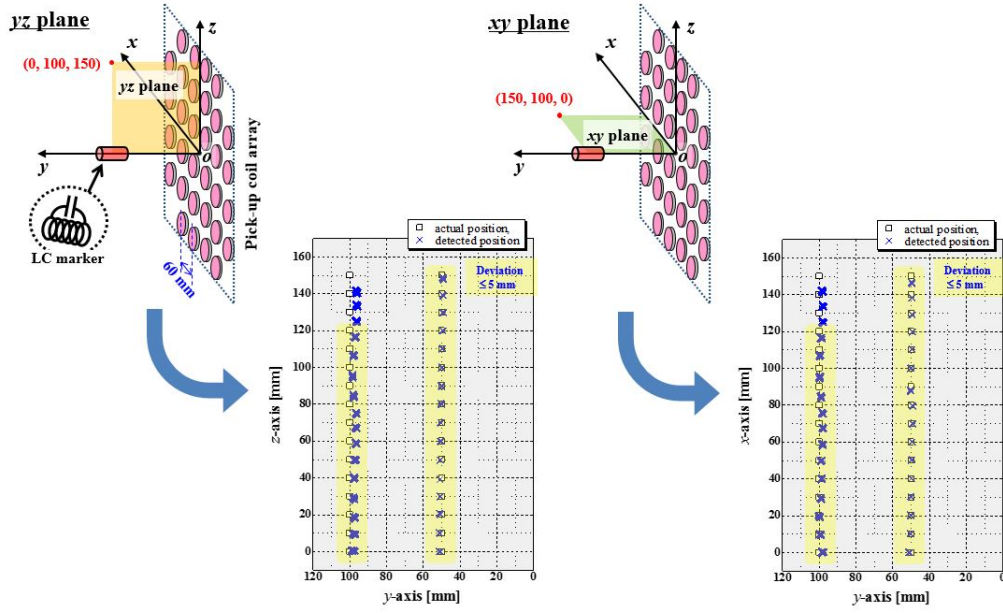 yz plane
z
x
(0, 100, 150)
yz plane
y
o
LC marker
60 mm
Pick-up coil array
actual position,
detected position
Deviation
≤ 5 mm
z-axis [mm]
160
140
120
100
80
60
40
20
0
120 100 80 60 40 20 0
y-axis [mm]
xy plane
z
x
(150, 100, 0)
xy plane
y
o
actual position,
detected position
Deviation
≤ 5 mm
x-axis [mm]
160
140
120
100
80
60
40
20
0
120 100 80 60 40 20 0
y-axis [mm]